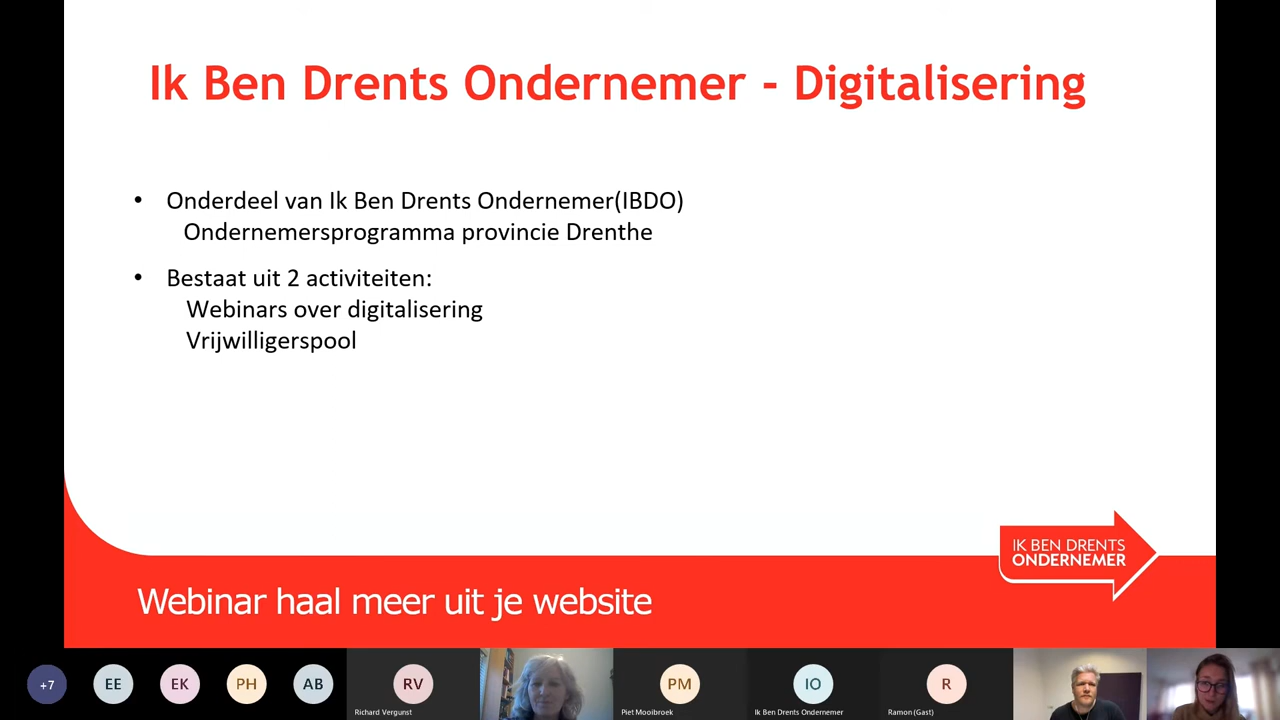 Ik Ben Drents Ondernemer - Digitalisering
• Onderdeel van Ik Ben Drents Ondernemer(IBDO)
Ondernemersprogramma provincie Drenthe
• Bestaat uit 2 activiteiten:
Webinars over digitalisering
Vrijwilligerspool
IK BEN DRENTS
ONDERNEMER
Webinar haal meer uit je website
+7
EE
EK
PH
AB
RV
Richard Vergunst
PM
Piet Mooibroek
IO
Ik Ben Drents Ondernemer
R
Ramon (Gast)